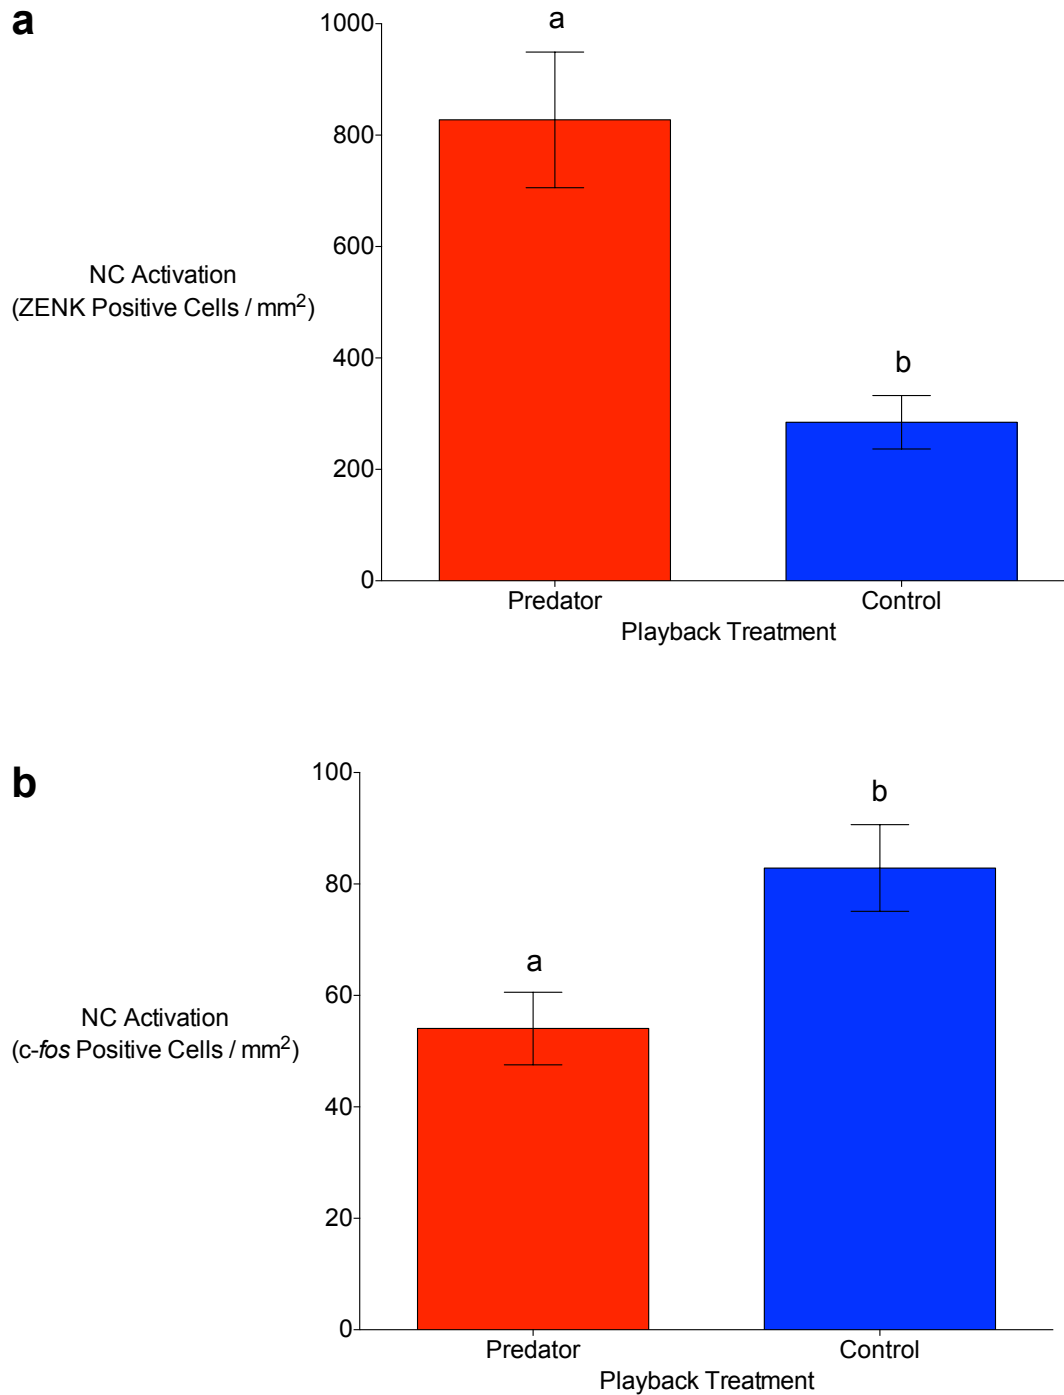 a
1000
800
600
400
200
0
NC Activation
(ZENK Positive Cells / mm²)
a
b
Predator
Control
Playback Treatment
b
100
80
60
40
20
0
NC Activation
(c-fos Positive Cells / mm²)
a
b
Predator
Control
Playback Treatment